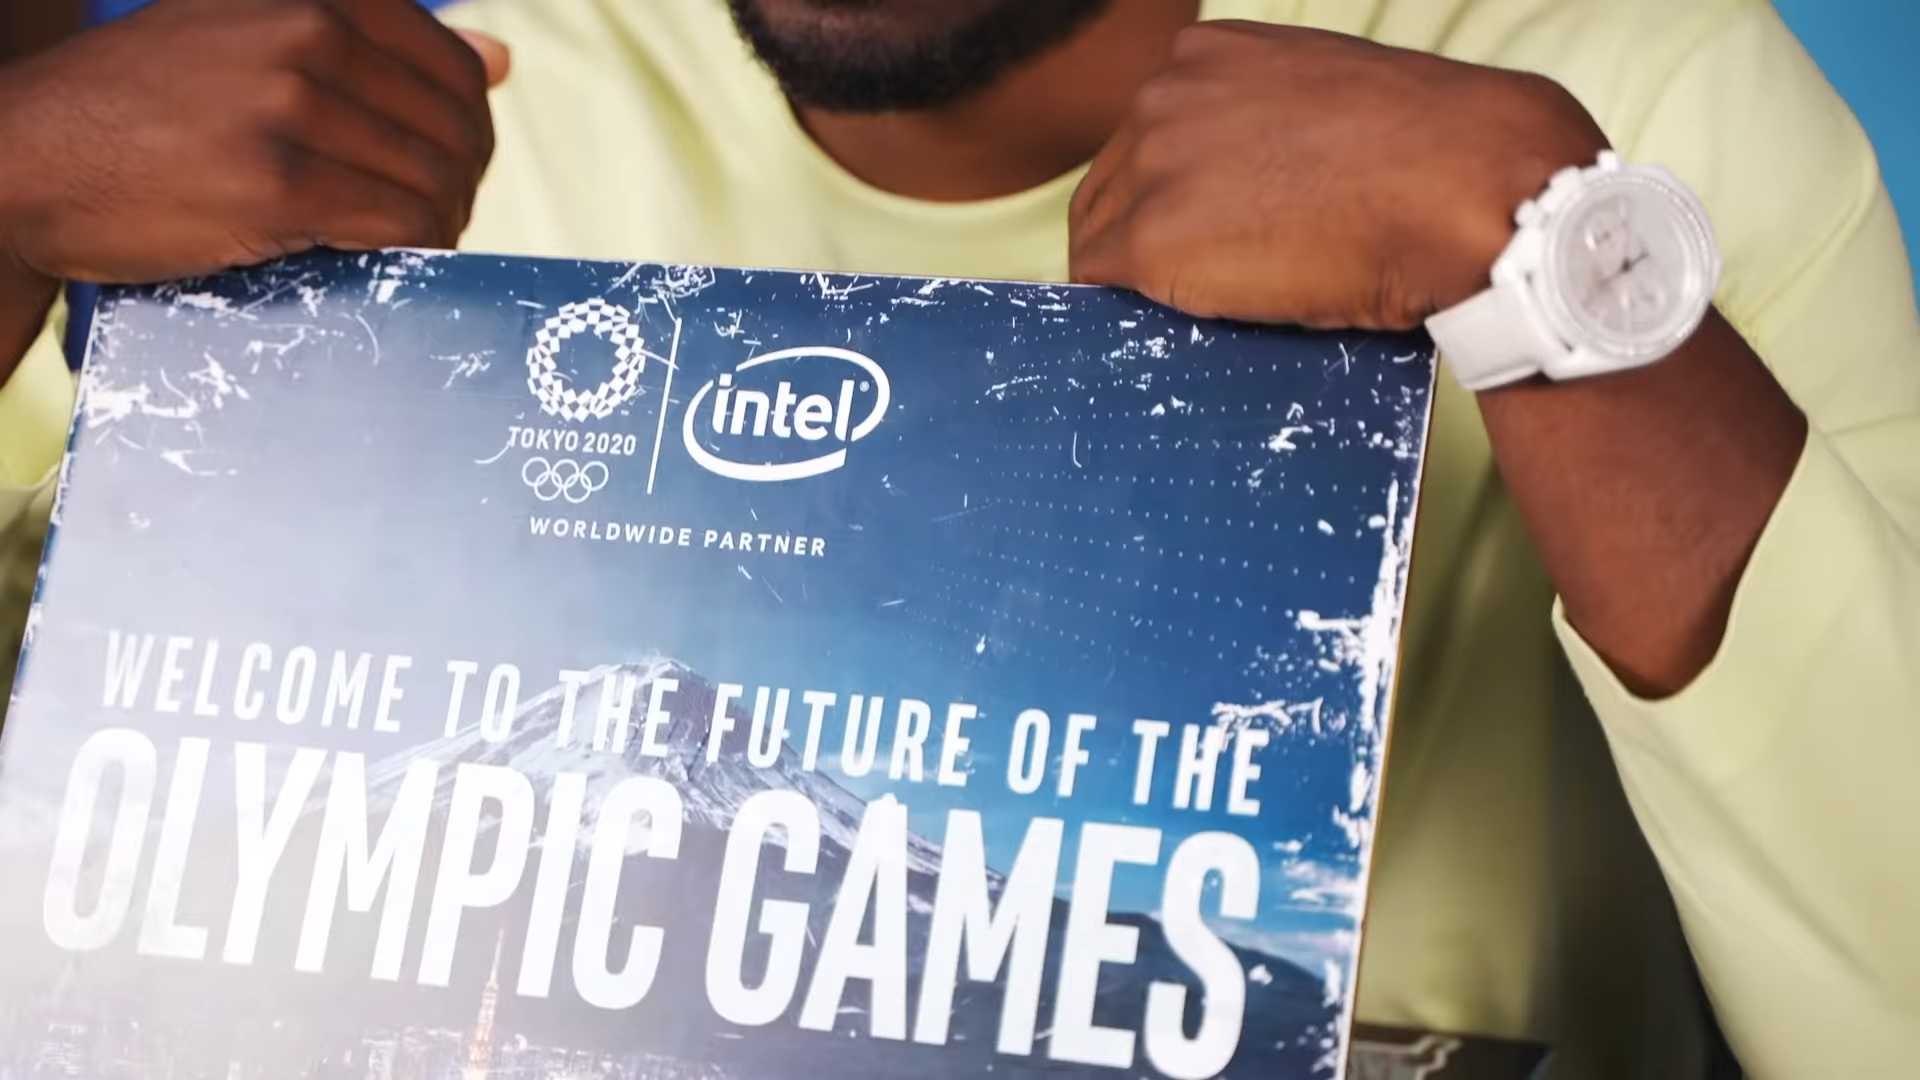 TOKYO 2020
intel®
WORLDWIDE PARTNER
WELCOME TO THE FUTURE OF THE
OLYMPIC GAMES